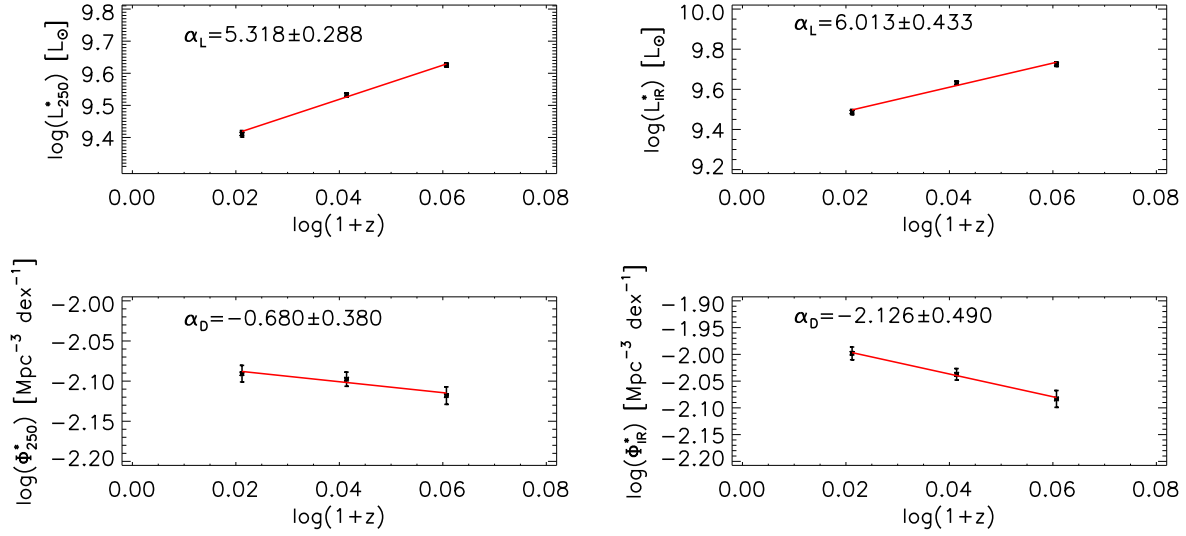 log(L*250) [L⊙]
9.8
9.7
9.6
9.5
9.4
α_L=5.318±0.288
0.00 0.02 0.04 0.06 0.08
log(1+z)
log(L*IR) [L⊙]
10.0
9.8
9.6
9.4
9.2
α_L=6.013±0.433
0.00 0.02 0.04 0.06 0.08
log(1+z)
log(Φ*250) [Mpc−3 dex−1]
−2.00
−2.05
−2.10
−2.15
−2.20
α_D=−0.680±0.380
0.00 0.02 0.04 0.06 0.08
log(1+z)
log(Φ*IR) [Mpc−3 dex−1]
−1.90
−1.95
−2.00
−2.05
−2.10
−2.15
−2.20
α_D=−2.126±0.490
0.00 0.02 0.04 0.06 0.08
log(1+z)